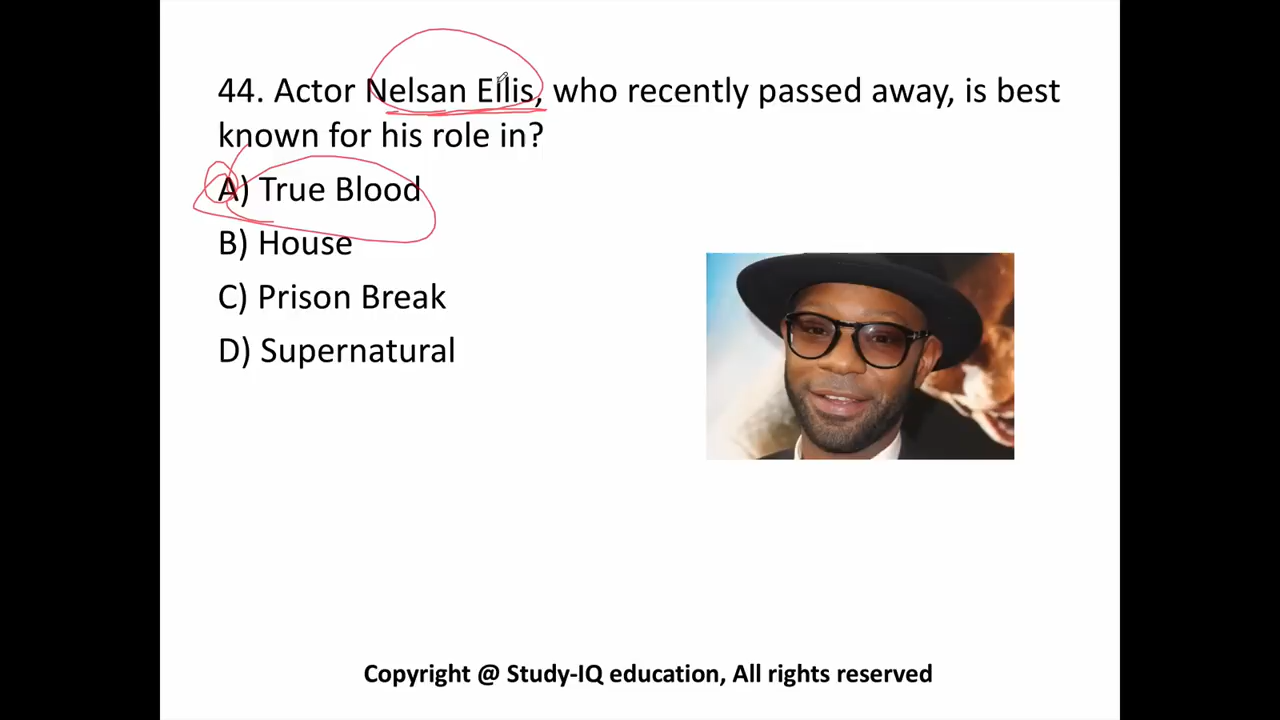 44. Actor Nelsan Ellis, who recently passed away, is best
known for his role in?
A) True Blood
B) House
C) Prison Break
D) Supernatural
Copyright @ Study-IQ education, All rights reserved